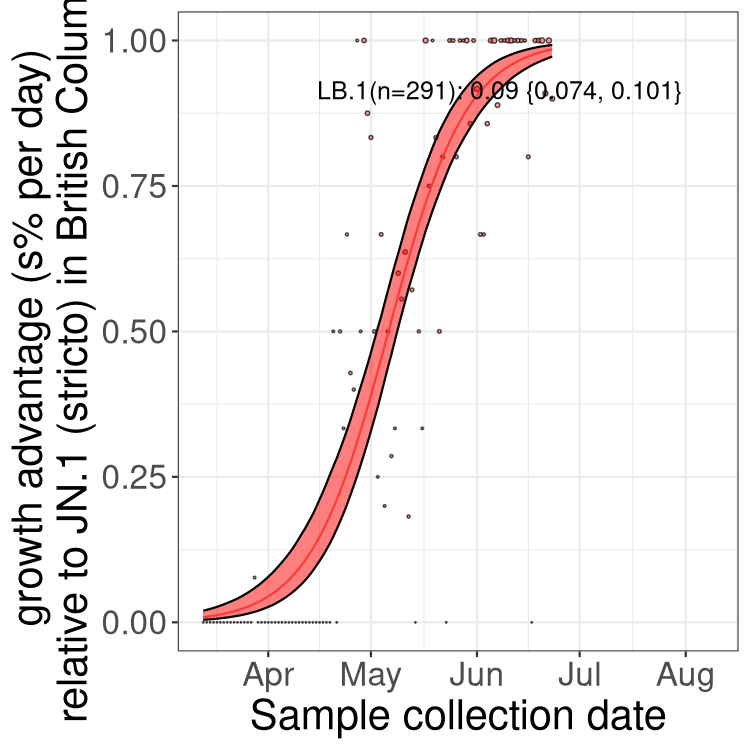 growth advantage (s% per day)
relative to JN.1 (stricto) in British Colum
1.00
0.75
0.50
0.25
0.00
LB.1(n=291): 0.09 {0.074, 0.101}
Apr May Jun Jul Aug
Sample collection date